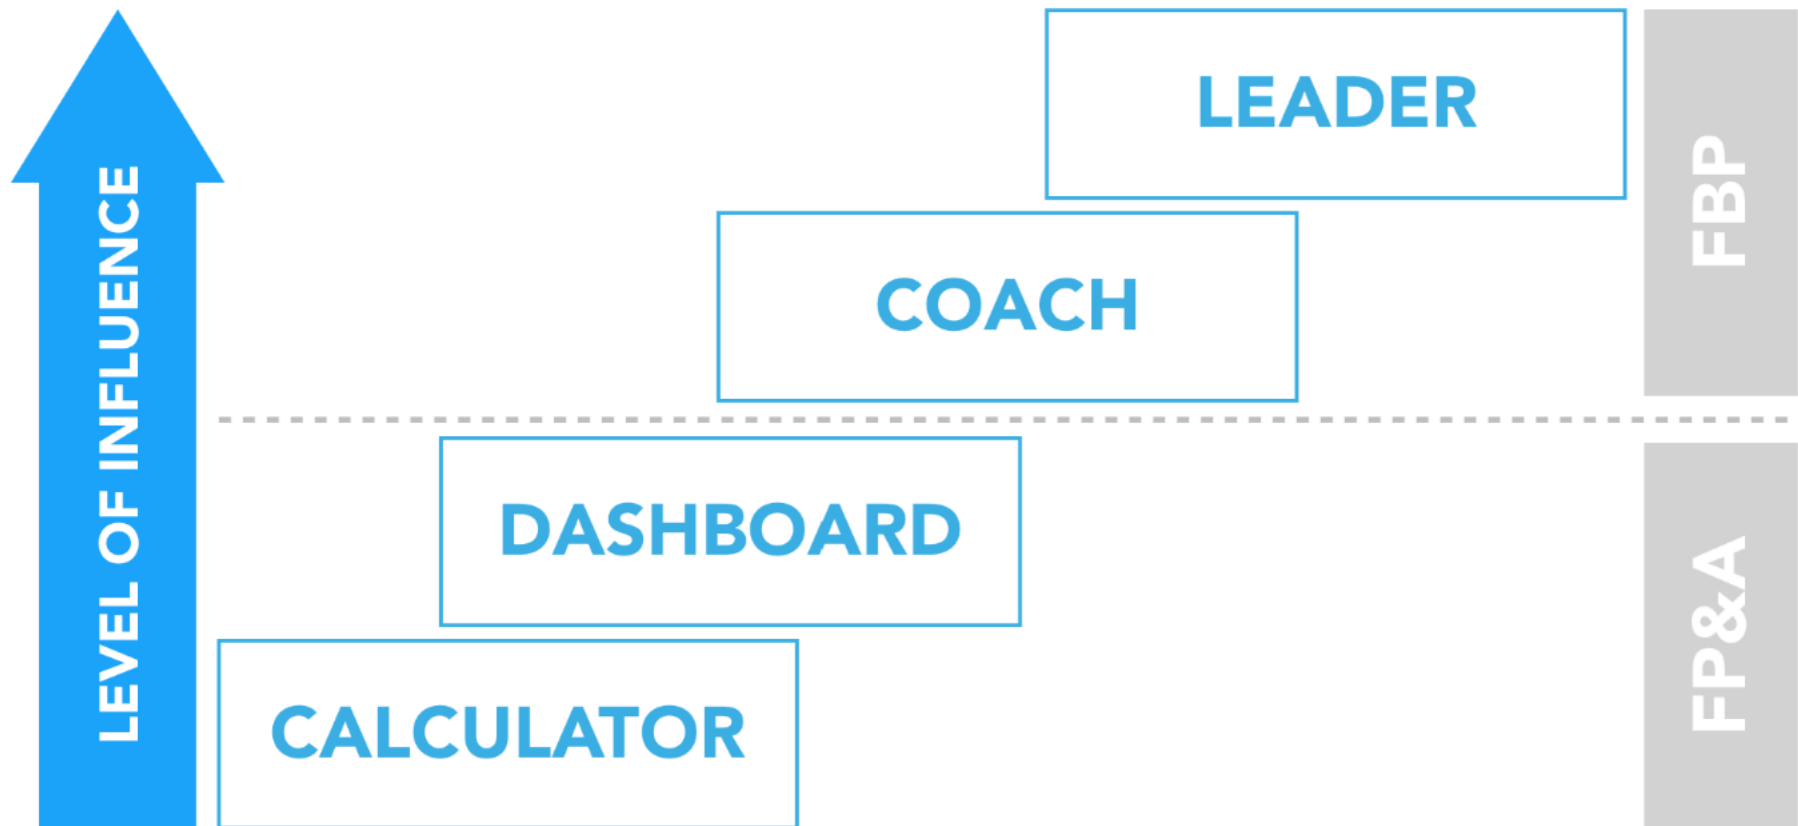 LEVEL OF INFLUENCE
LEADER
FBP
COACH
DASHBOARD
FP&A
CALCULATOR